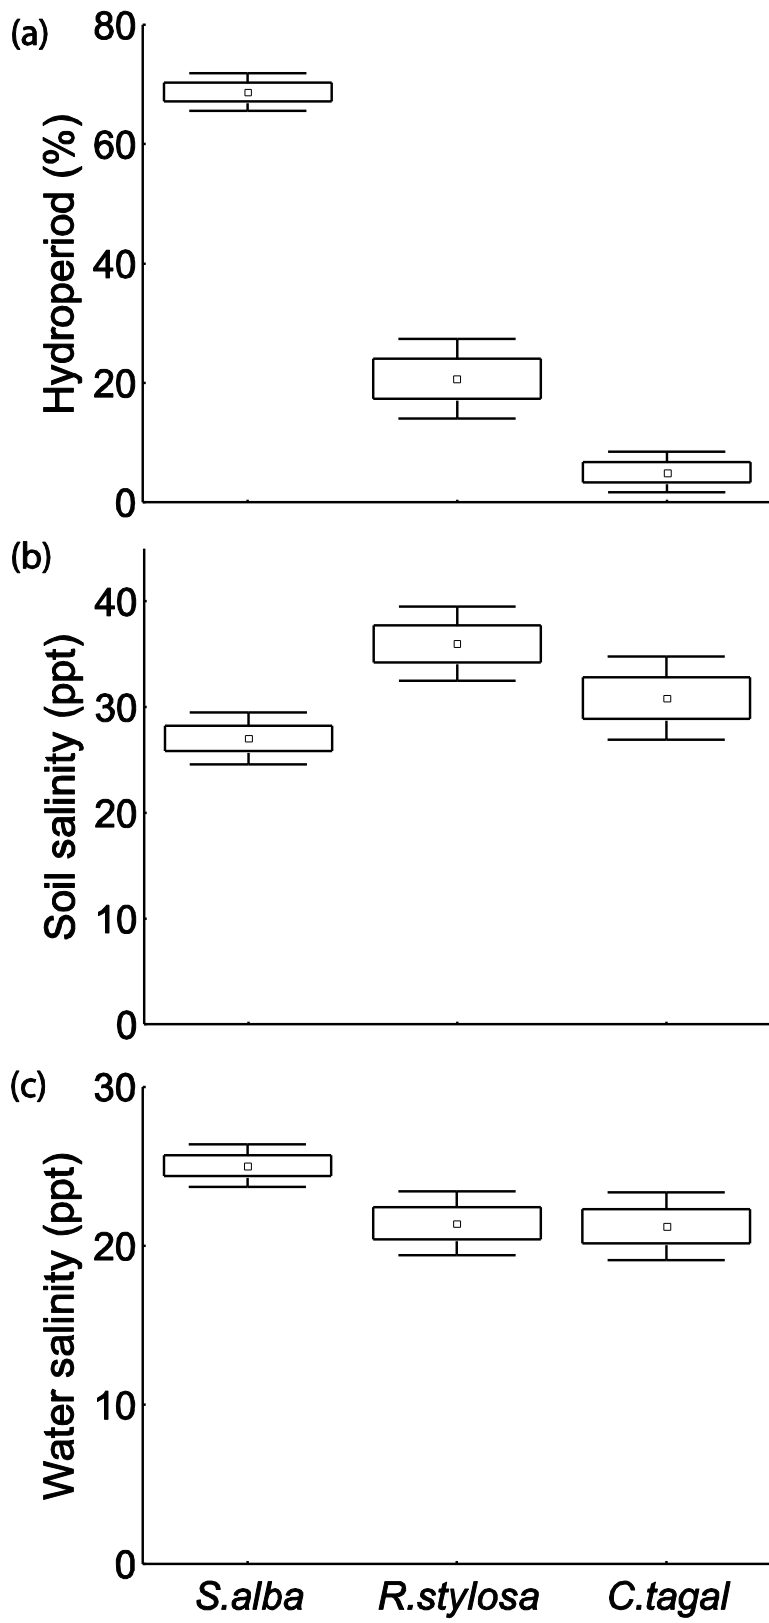 (a)
Hydroperiod (%)
80
60
40
20
0
(b)
Soil salinity (ppt)
40
30
20
10
0
(c)
Water salinity (ppt)
30
20
10
0
S.alba R.stylosa C.tagal